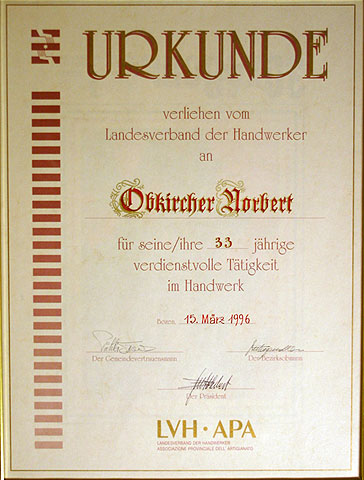 URKUNDE
verliehen vom
Landesverband der Handwerker
an
Obkircher Norbert
für seine/ihre 33 jährige
verdienstvolle Tätigkeit
im Handwerk
Bozen, 15. März 1996
Der Gemeindevertrauensmann Der Bezirksobmann
Der Präsident
LVH·APA
LANDESVERBAND DER HANDWERKER
ASSOCIAZIONE PROVINCIALE DELL'ARTIGIANATO